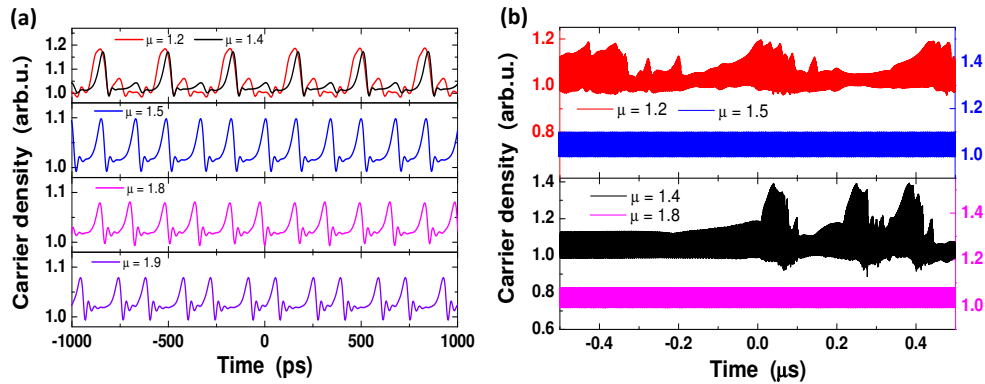 (a)
(b)
Carrier density (arb.u.)
1.2
1.1
1.0
μ = 1.2 μ = 1.4
1.1
1.0
μ = 1.5
1.1
1.0
μ = 1.8
1.1
1.0
μ = 1.9
-1000 -500 0 500 1000
Time (ps)
Carrier density (arb.u.)
1.2
1.0
0.8
μ = 1.2 μ = 1.5
1.4
1.2
1.0
1.4
1.2
1.0
0.8
0.6
μ = 1.4
μ = 1.8
1.4
1.2
1.0
-0.4 -0.2 0.0 0.2 0.4
Time (μs)